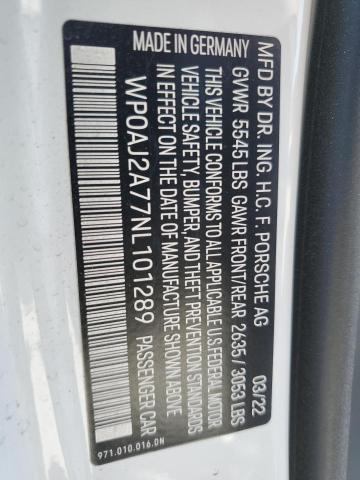 MFD BY DR. ING. H.C. F. PORSCHE AG 03/22
GVWR 5545 LBS GAWR FRONT/REAR 2635 / 3053 LBS
THIS VEHICLE CONFORMS TO ALL APPLICABLE U.S. FEDERAL MOTOR
VEHICLE SAFETY, BUMPER, AND THEFT PREVENTION STANDARDS
IN EFFECT ON THE DATE OF MANUFACTURE SHOWN ABOVE
MADE IN GERMANY
WP0AJ2A77NL101289 PASSENGER CAR
971.010.016.DN